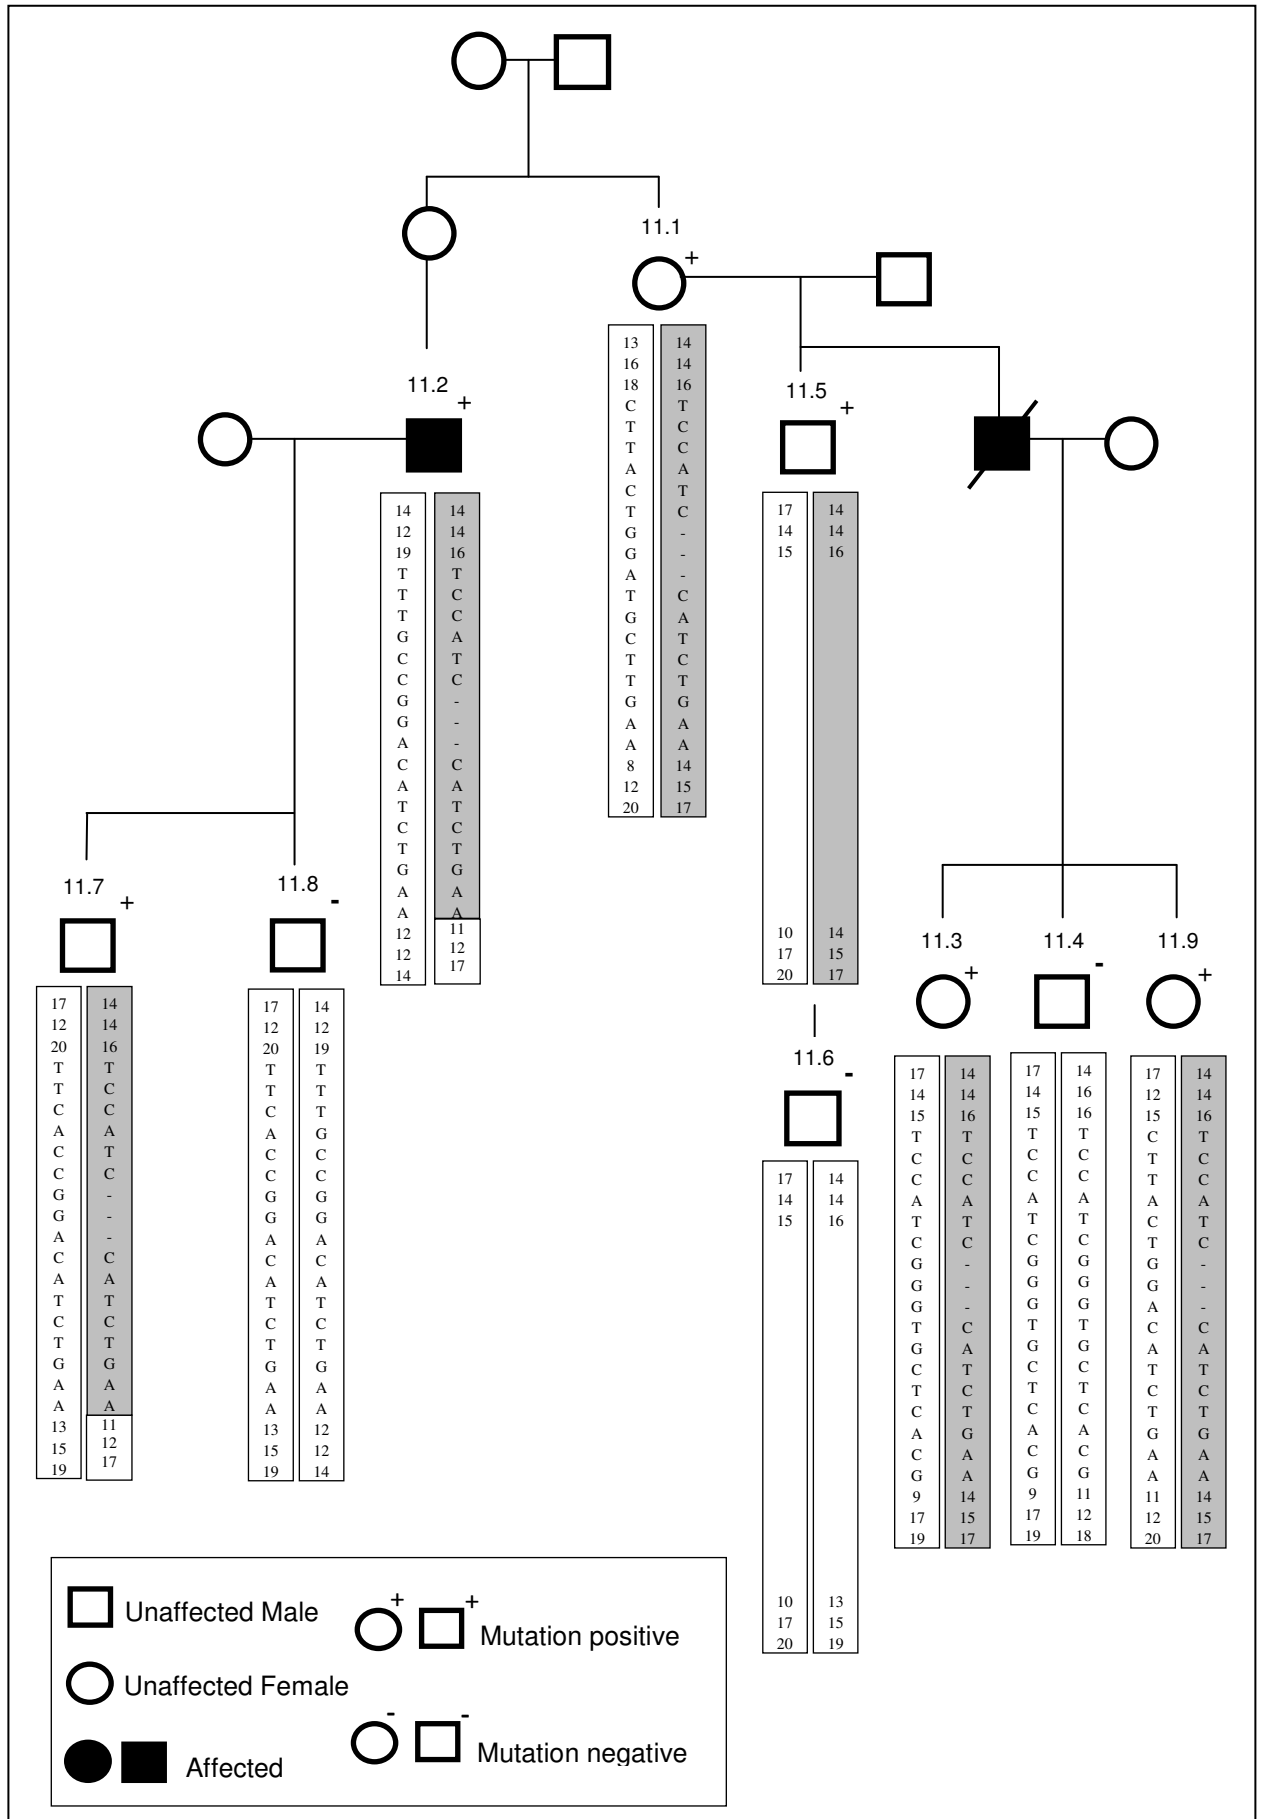 11.1
+
13 14
16 14
18 16
C T
T C
T C
A A
C T
T C
G -
G -
A -
T C
G A
C T
T C
T T
G G
A A
A A
8 14
12 15
20 17
11.2
+
14 14
12 14
19 16
T T
T C
T C
G A
C T
C C
G -
G -
A -
C C
A A
T T
C C
T T
G G
A A
A A
12 11
12 12
14 17
11.5
+
17 14
14 14
15 16
10 14
17 15
20 17
11.7
+
17 14
12 14
20 16
T T
T C
C C
A A
C T
C C
G -
G -
A -
C C
A A
T T
C C
T T
G G
A A
A A
13 11
15 12
19 17
11.8
-
17 14
12 12
20 19
T T
T T
C T
A G
C C
C C
G G
G G
A A
C C
A A
T T
C C
T T
G G
A A
A A
13 12
15 12
19 14
11.6
-
17 14
14 14
15 16
10 13
17 15
20 19
11.3
+
17 14
14 14
15 16
T T
C C
C C
A A
T T
C C
G -
G -
G -
T C
G A
C T
T C
C T
A G
C A
G A
9 14
17 15
19 17
11.4
-
17 14
14 16
15 16
T T
C C
C C
A A
T T
C C
G G
G G
G G
T T
G G
C C
T T
C C
A A
C C
G G
9 11
17 12
19 18
11.9
+
17 14
12 14
15 16
C T
T C
T C
A A
C T
T C
G -
G -
A -
C C
A A
T T
C C
T T
G G
A A
A A
11 14
12 15
20 17
Unaffected Male
+ + Mutation positive
Unaffected Female
- - Mutation negative
Affected